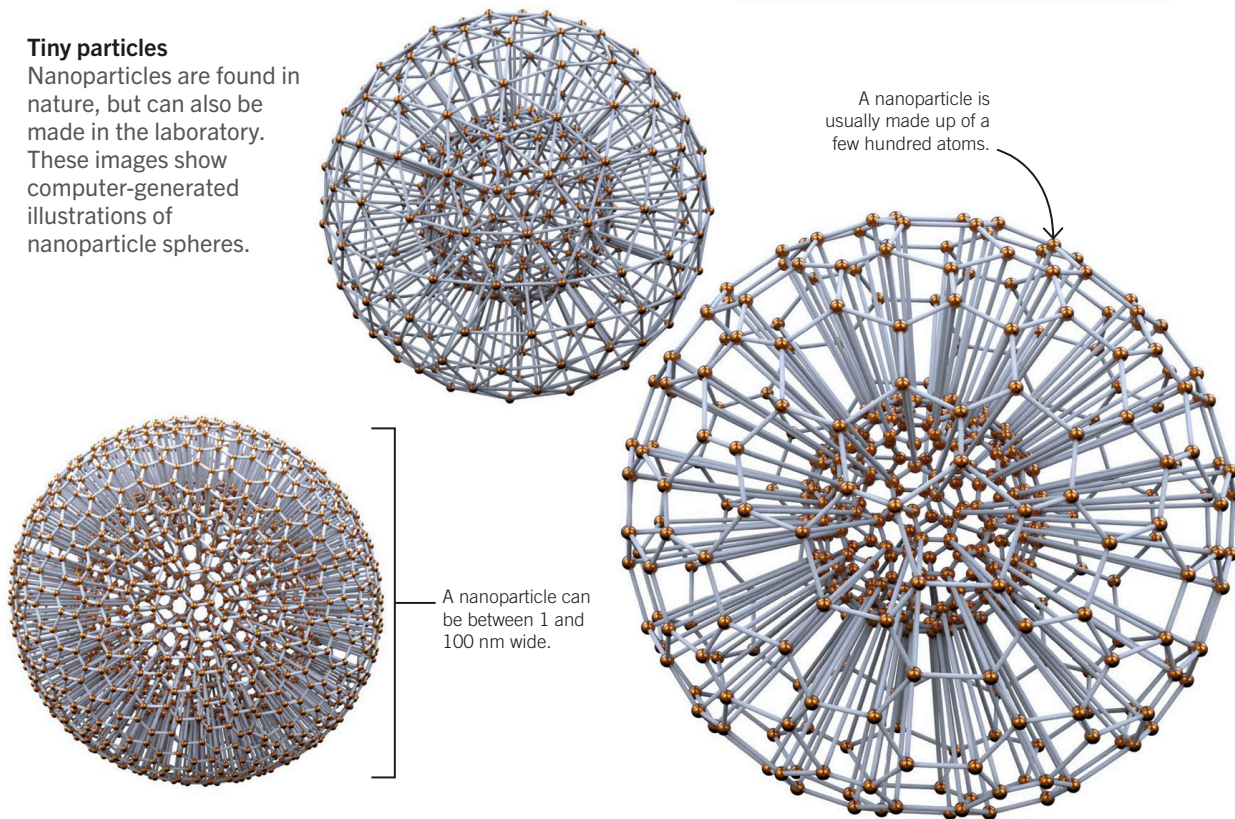 Tiny particles
Nanoparticles are found in
nature, but can also be
made in the laboratory.
These images show
computer-generated
illustrations of
nanoparticle spheres.
A nanoparticle is
usually made up of a
few hundred atoms.
A nanoparticle can
be between 1 and
100 nm wide.